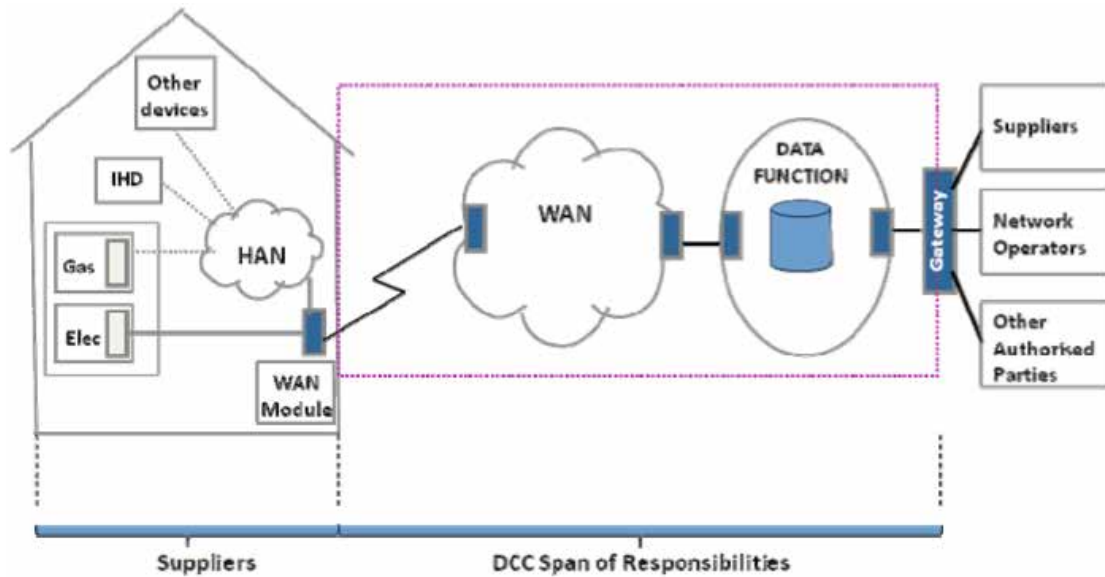 Other
devices
IHD
HAN
Gas
Elec
WAN
Module
WAN
DATA
FUNCTION
Gateway
Suppliers
Network
Operators
Other
Authorised
Parties
Suppliers
DCC Span of Responsibilities